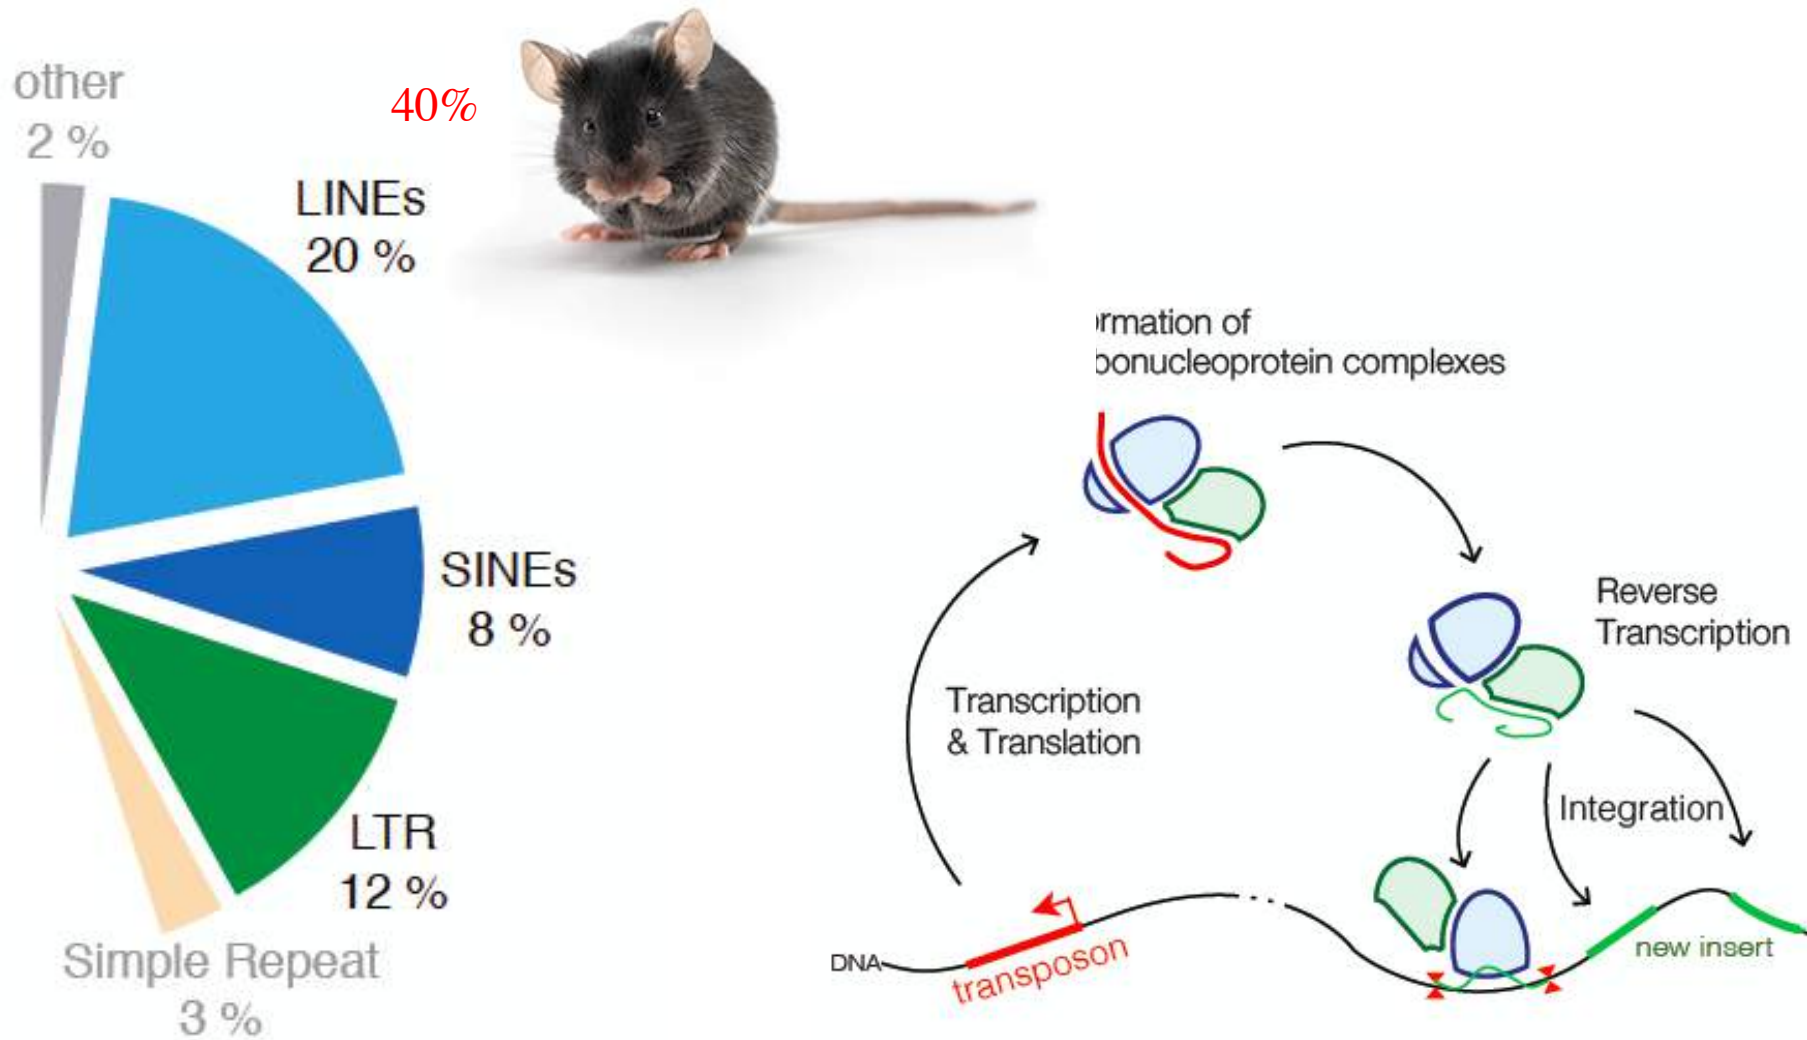 other
2 %
40%
LINEs
20 %
SINEs
8 %
LTR
12 %
Simple Repeat
3 %
ormation of
bonucleoprotein complexes
Reverse
Transcription
Transcription
& Translation
Integration
DNA
transposon
new insert